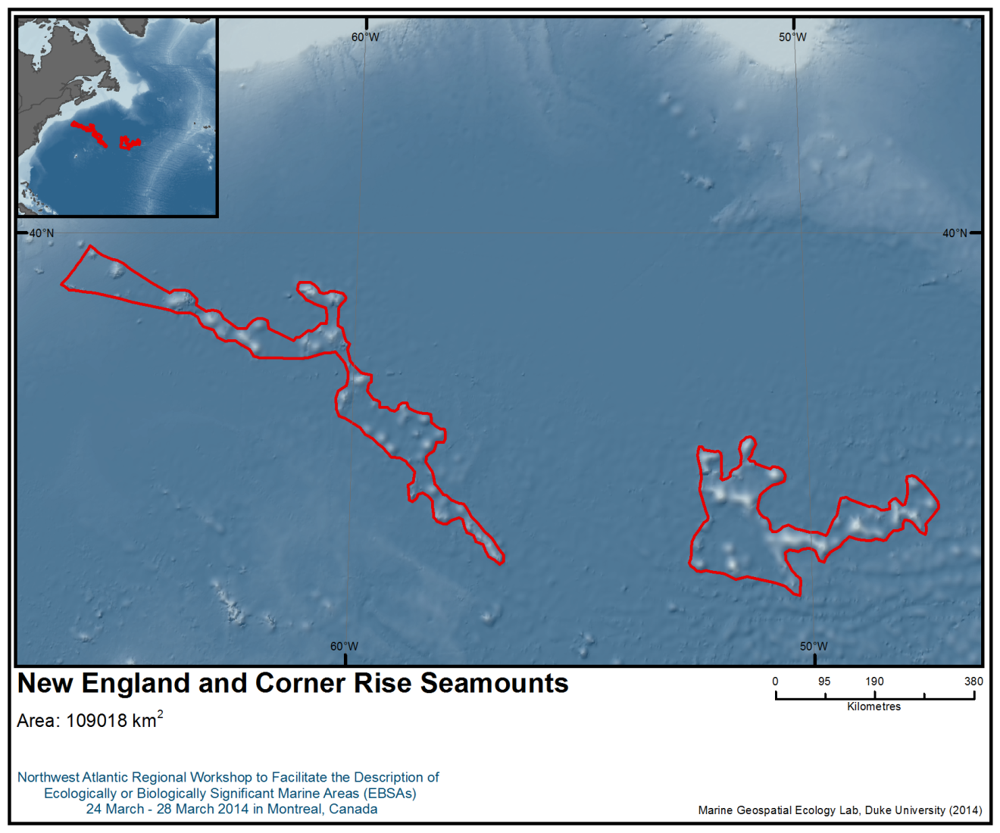 60°W
50°W
40°N
40°N
60°W
50°W
New England and Corner Rise Seamounts
Area: 109018 km2
0 95 190 380
Kilometres
Northwest Atlantic Regional Workshop to Facilitate the Description of
Ecologically or Biologically Significant Marine Areas (EBSAs)
24 March - 28 March 2014 in Montreal, Canada
Marine Geospatial Ecology Lab, Duke University (2014)